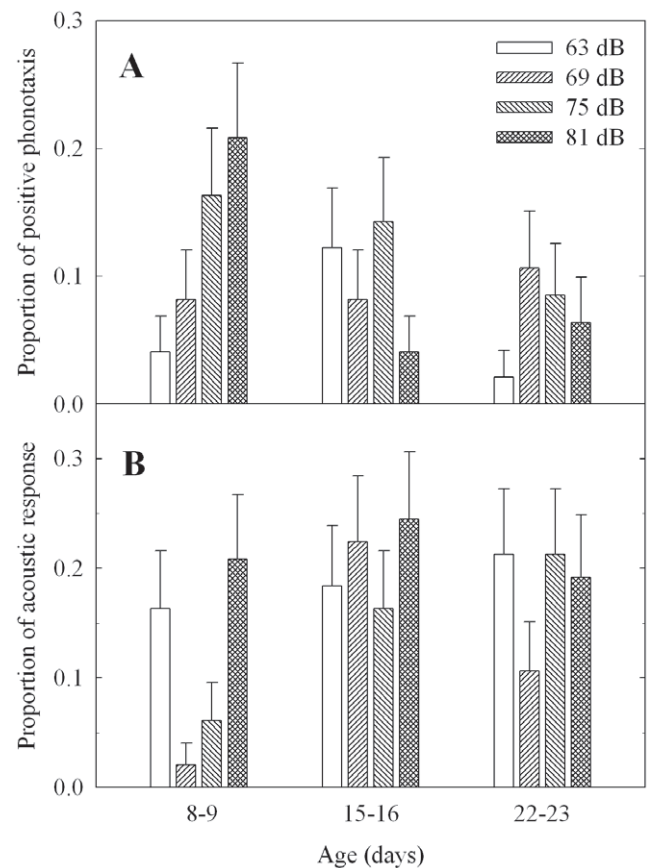 0.3
A
63 dB
69 dB
75 dB
81 dB
0.2
0.1
0.0
Proportion of positive phonotaxis
B
0.3
0.2
0.1
0.0
Proportion of acoustic response
8-9
15-16
22-23
Age (days)